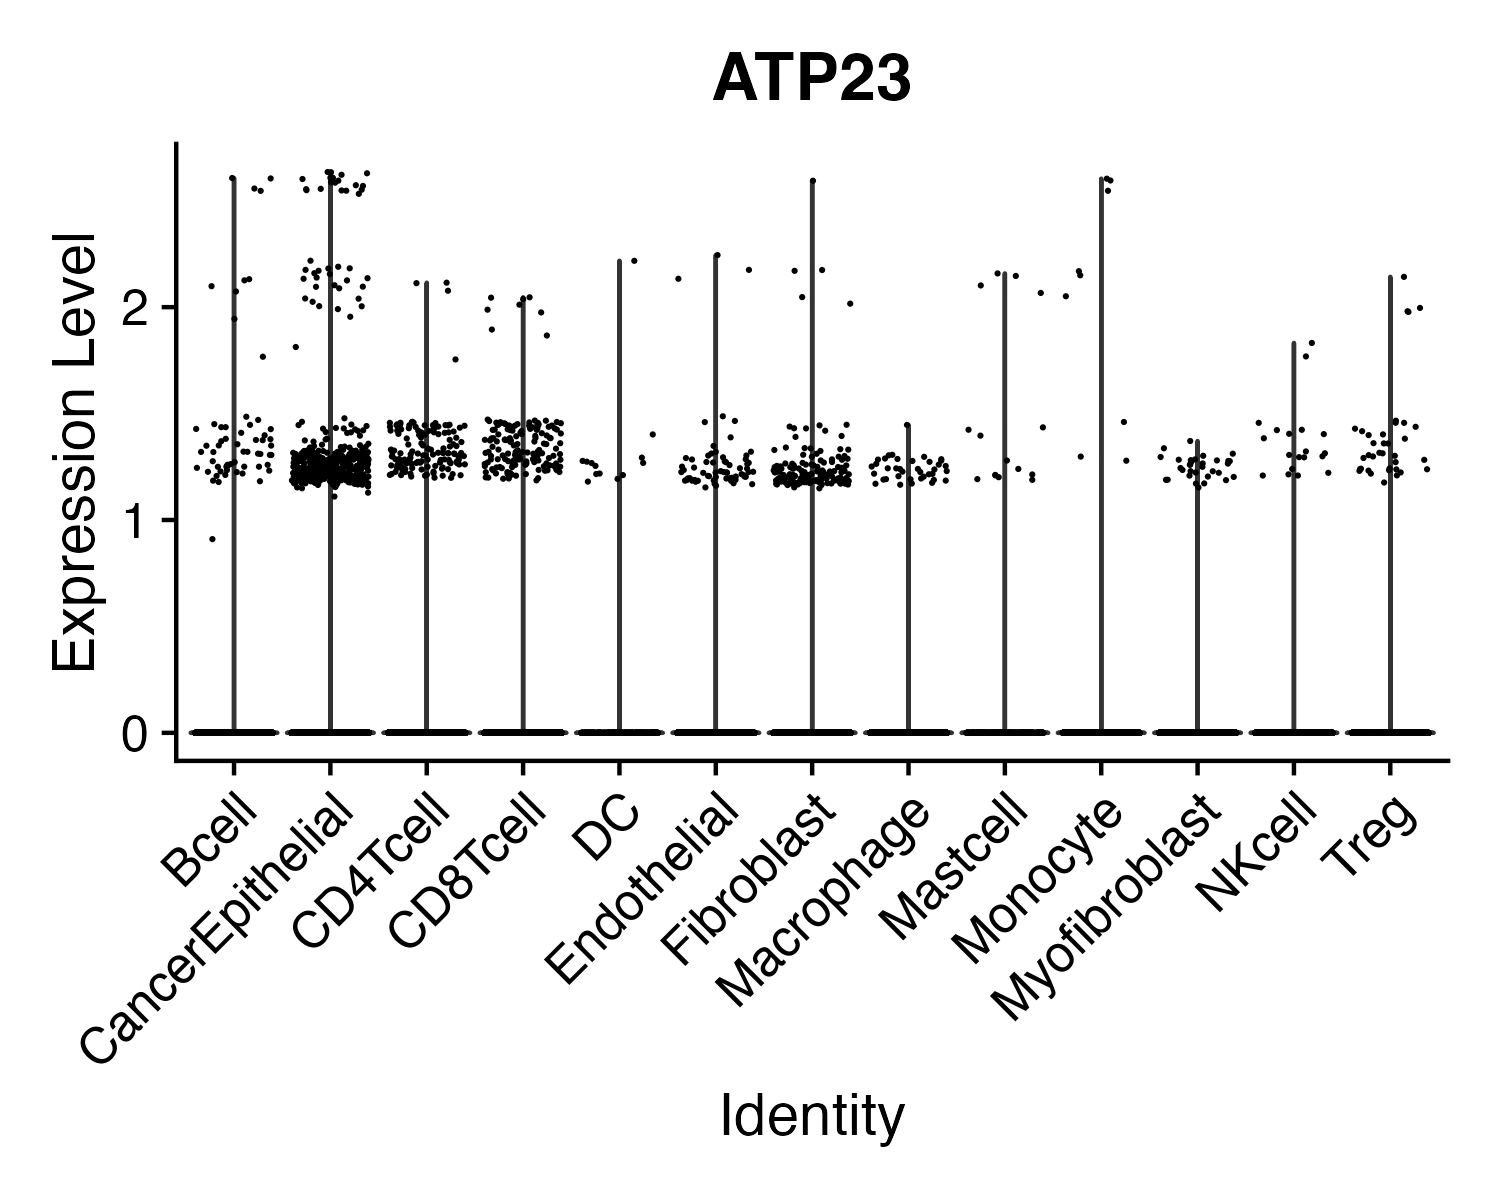 ATP23
Expression Level
2
1
0
Bcell
CancerEpithelial
CD4Tcell
CD8Tcell
DC
Endothelial
Fibroblast
Macrophage
Mastcell
Monocyte
Myofibroblast
NKcell
Treg
Identity